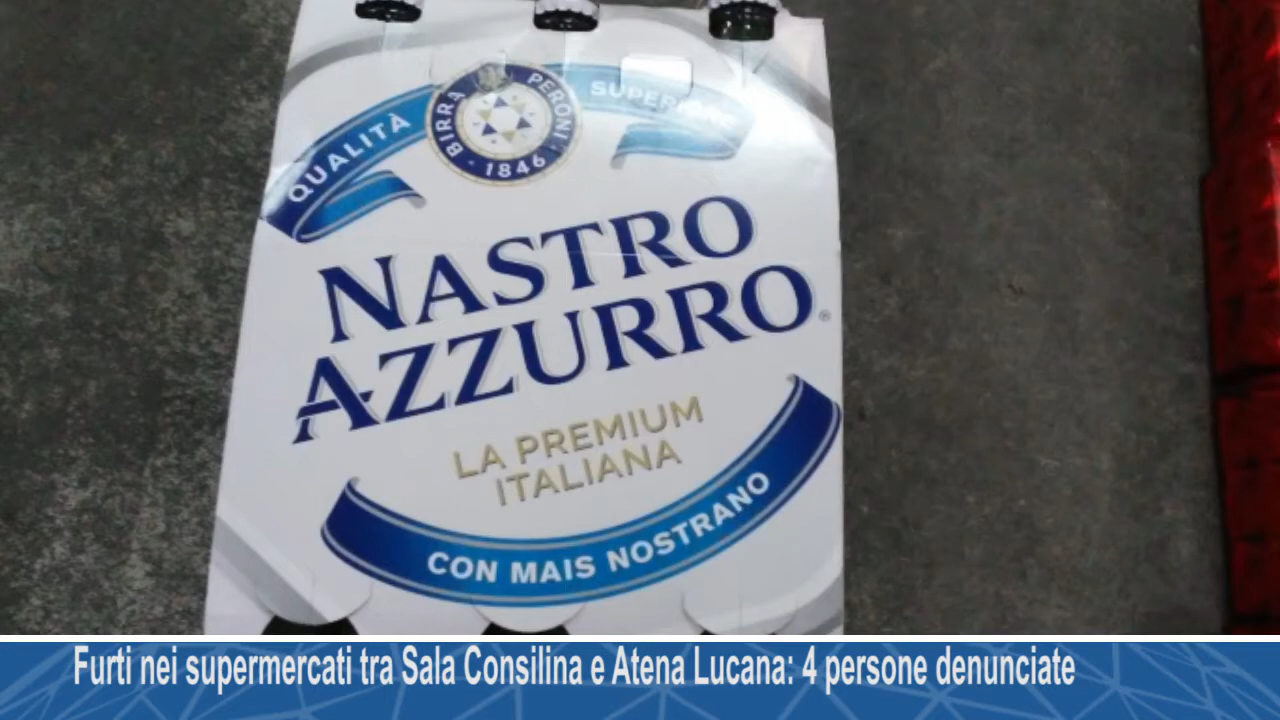 QUALITÀ
BIRRA PERONI
1846
SUPERIORE
NASTRO
AZZURRO®
LA PREMIUM
ITALIANA
CON MAIS NOSTRANO
Furti nei supermercati tra Sala Consilina e Atena Lucana: 4 persone denunciate